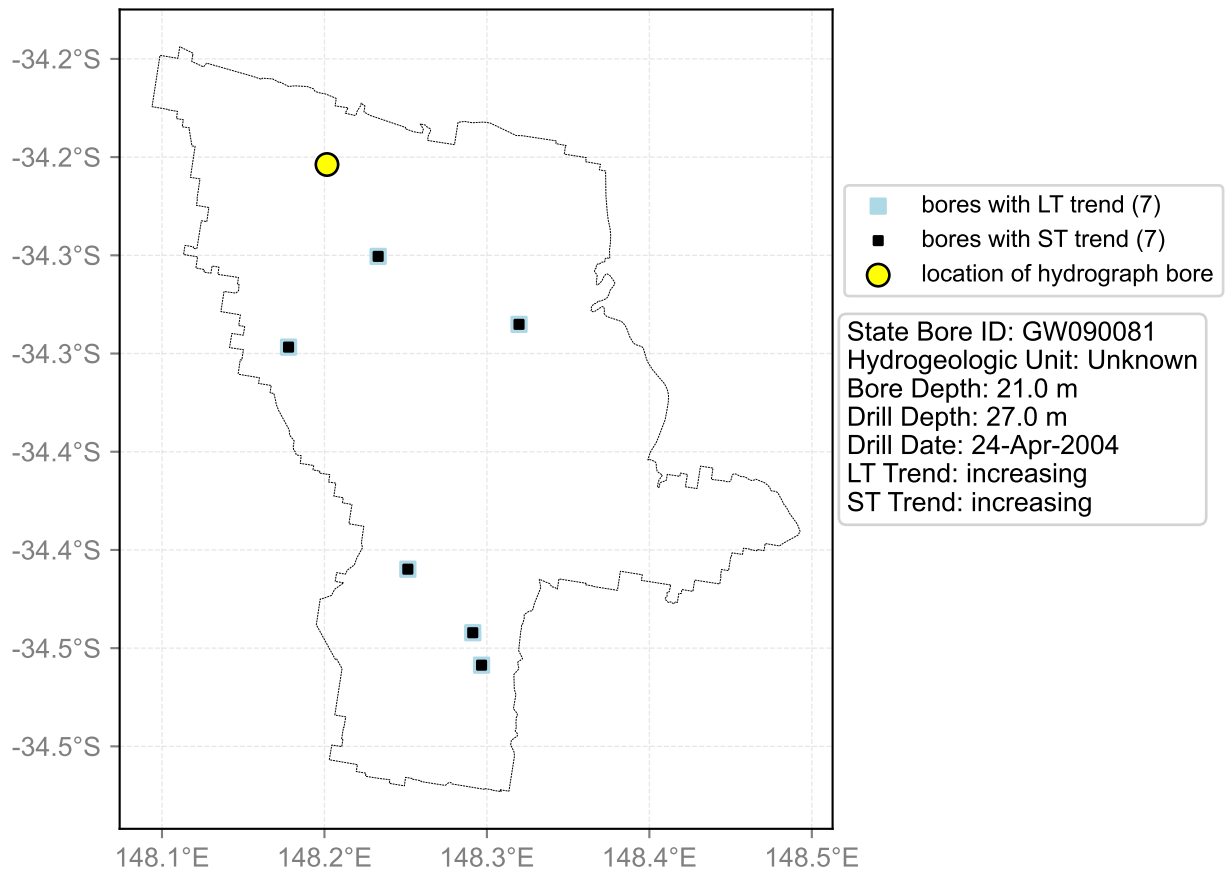 -34.2°S
-34.2°S
-34.3°S
-34.3°S
-34.4°S
-34.4°S
-34.5°S
-34.5°S
148.1°E
148.2°E
148.3°E
148.4°E
148.5°E
bores with LT trend (7)
bores with ST trend (7)
location of hydrograph bore
State Bore ID: GW090081
Hydrogeologic Unit: Unknown
Bore Depth: 21.0 m
Drill Depth: 27.0 m
Drill Date: 24-Apr-2004
LT Trend: increasing
ST Trend: increasing